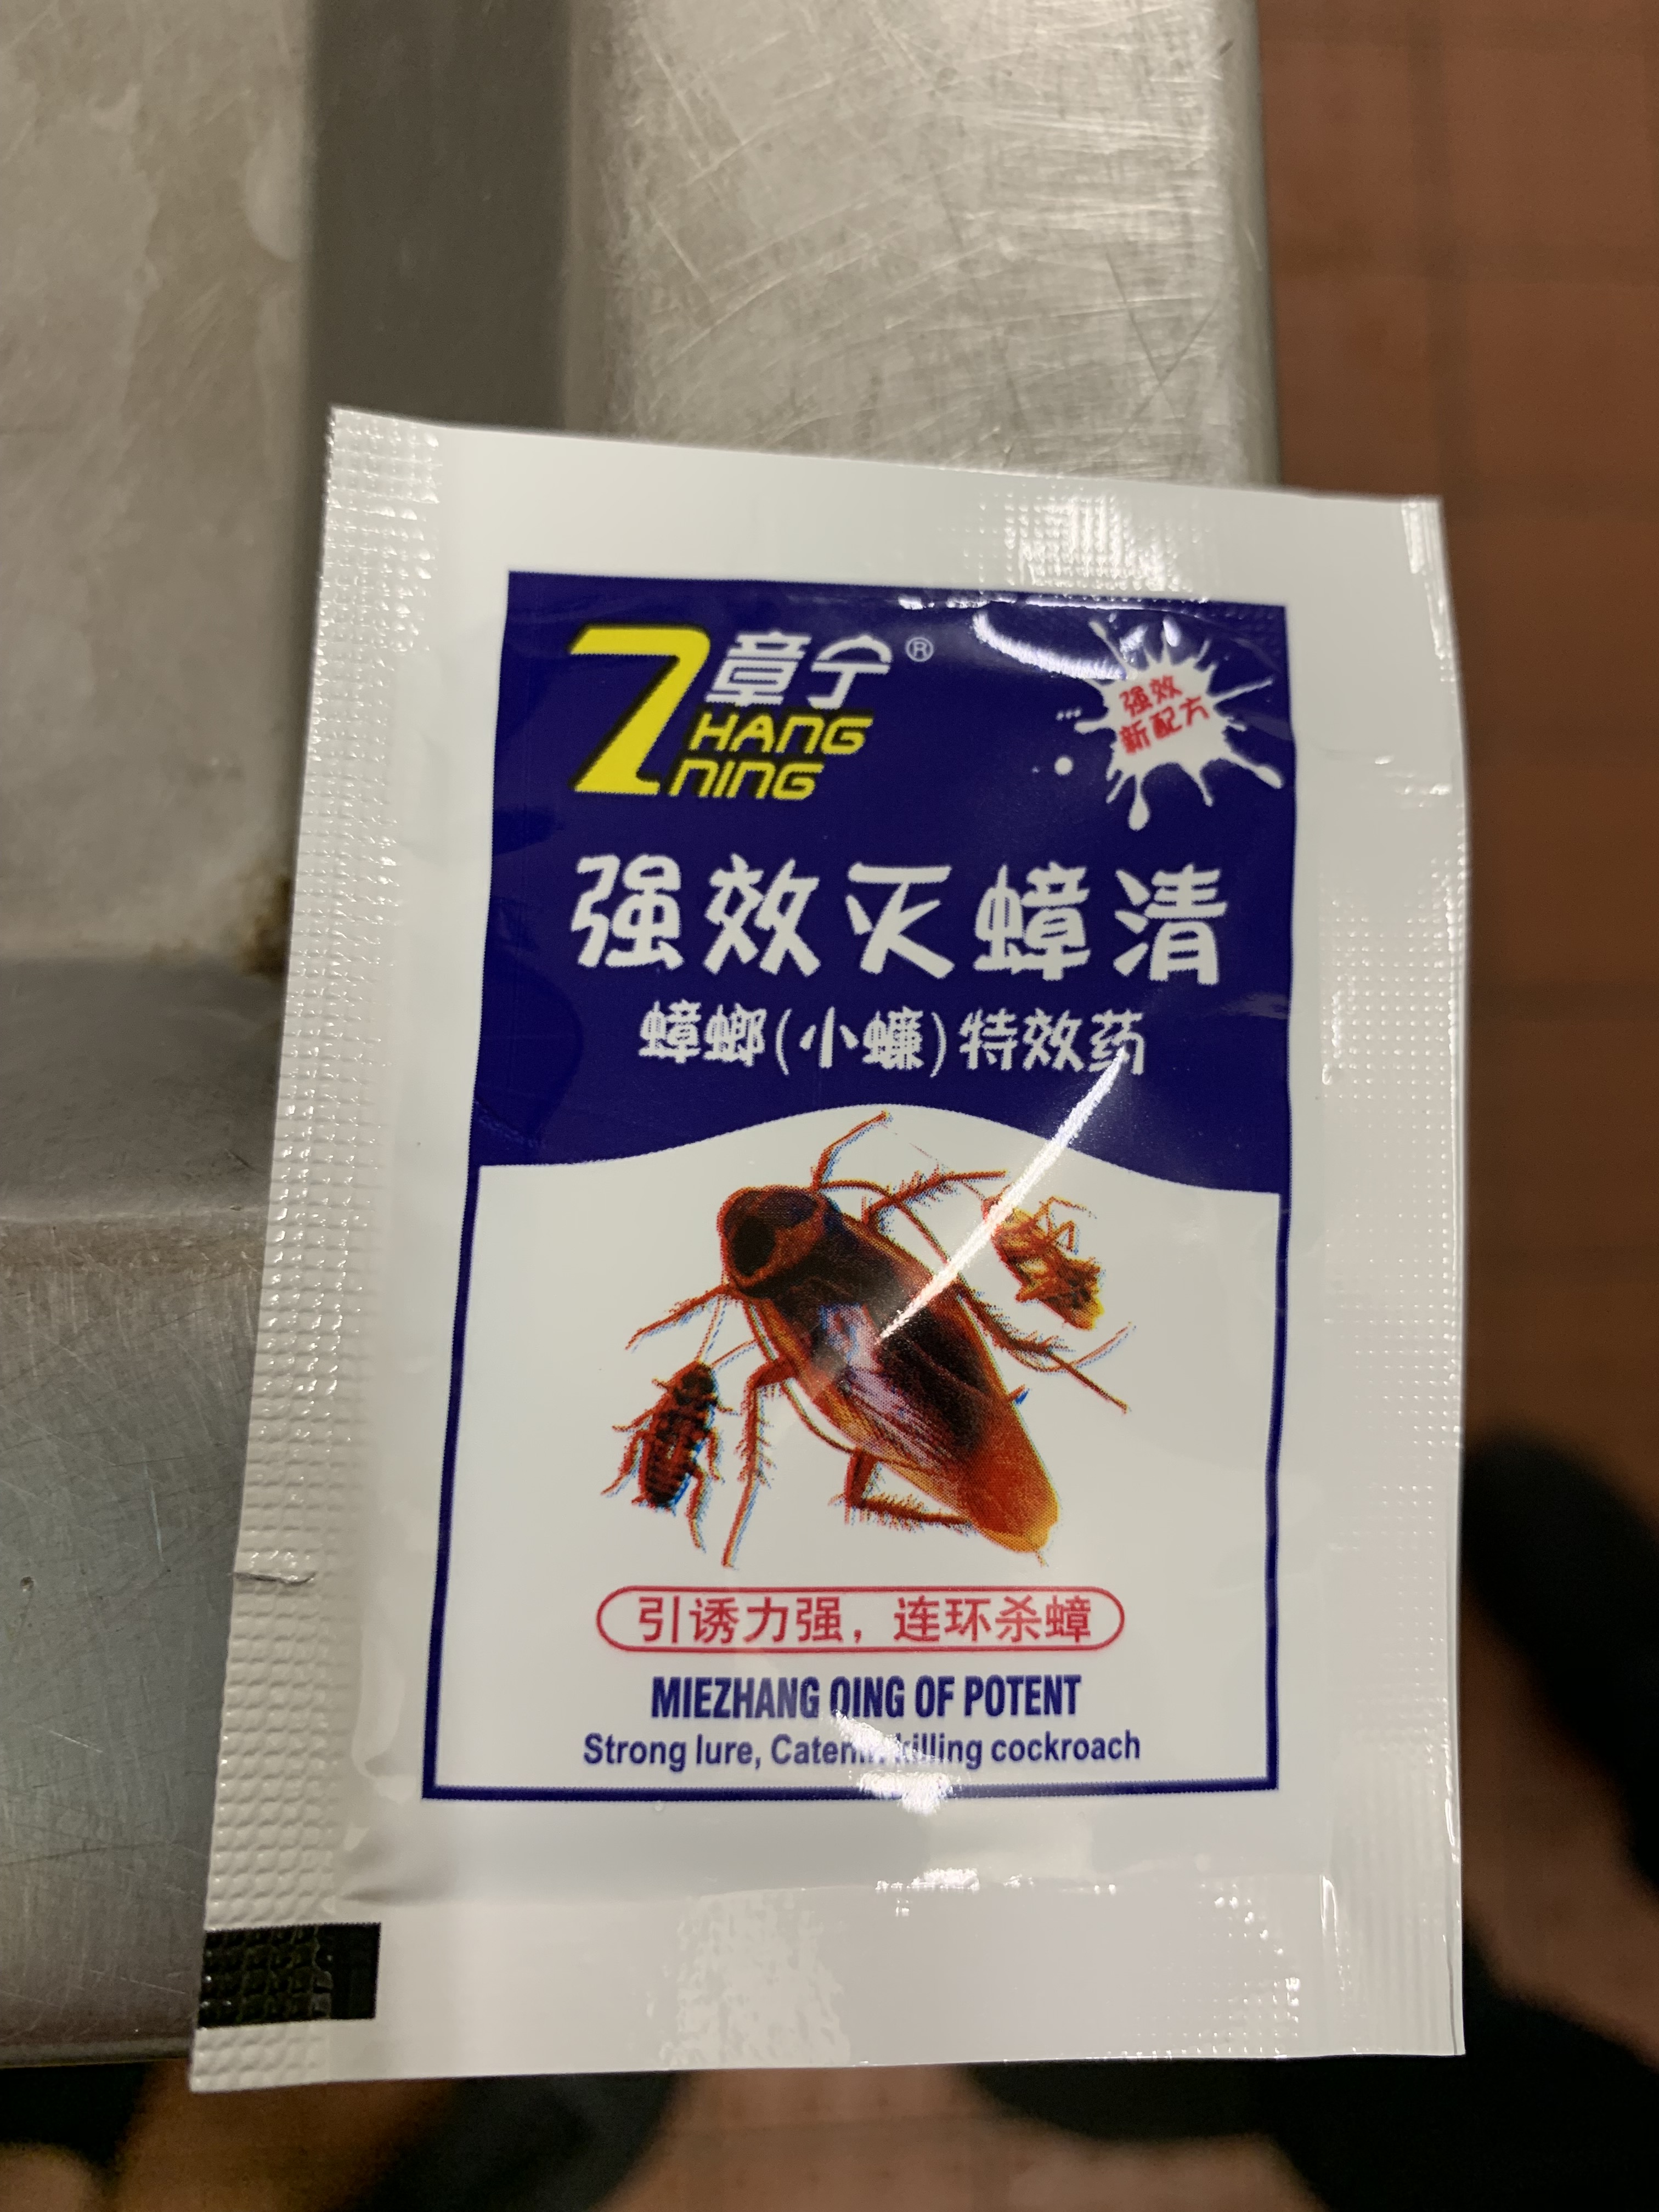 章宁®
ZHANG
NING
强效
新配方
强效灭蟑清
蟑螂(小蠊)特效药
引诱力强，连环杀蟑
MIEZHANG QING OF POTENT
Strong lure, killing cockroach